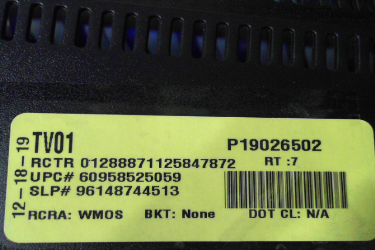 12-18-19
TV01 P19026502
RCTR 01288871125847872 RT :7
UPC# 60958525059
SLP# 96148744513
RCRA: WMOS BKT: None DOT CL: N/A